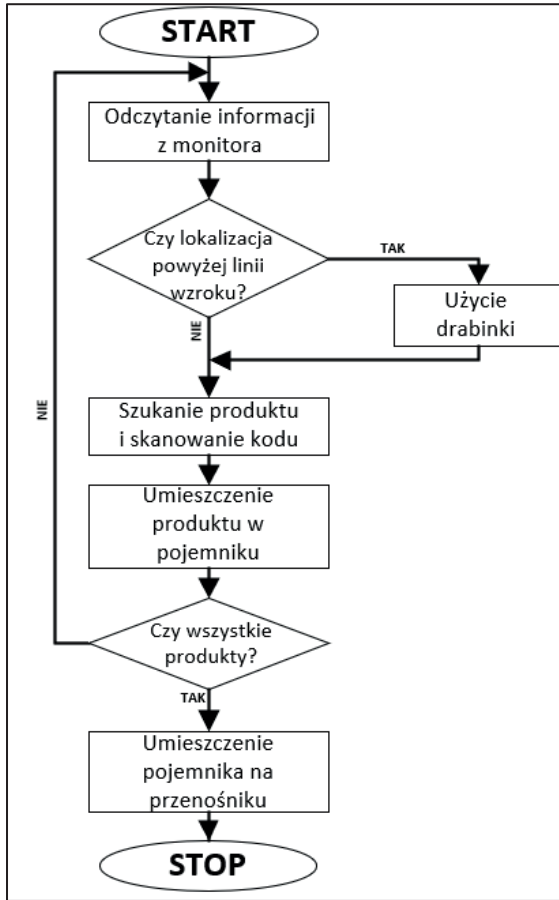 START
Odczytanie informacji
z monitora
Czy lokalizacja
powyżej linii
wzroku?
TAK
Użycie
drabinki
NIE
Szukanie produktu
i skanowanie kodu
Umieszczenie
produktu w
pojemniku
Czy wszystkie
produkty?
NIE
TAK
Umieszczenie
pojemnika na
przenośniku
STOP